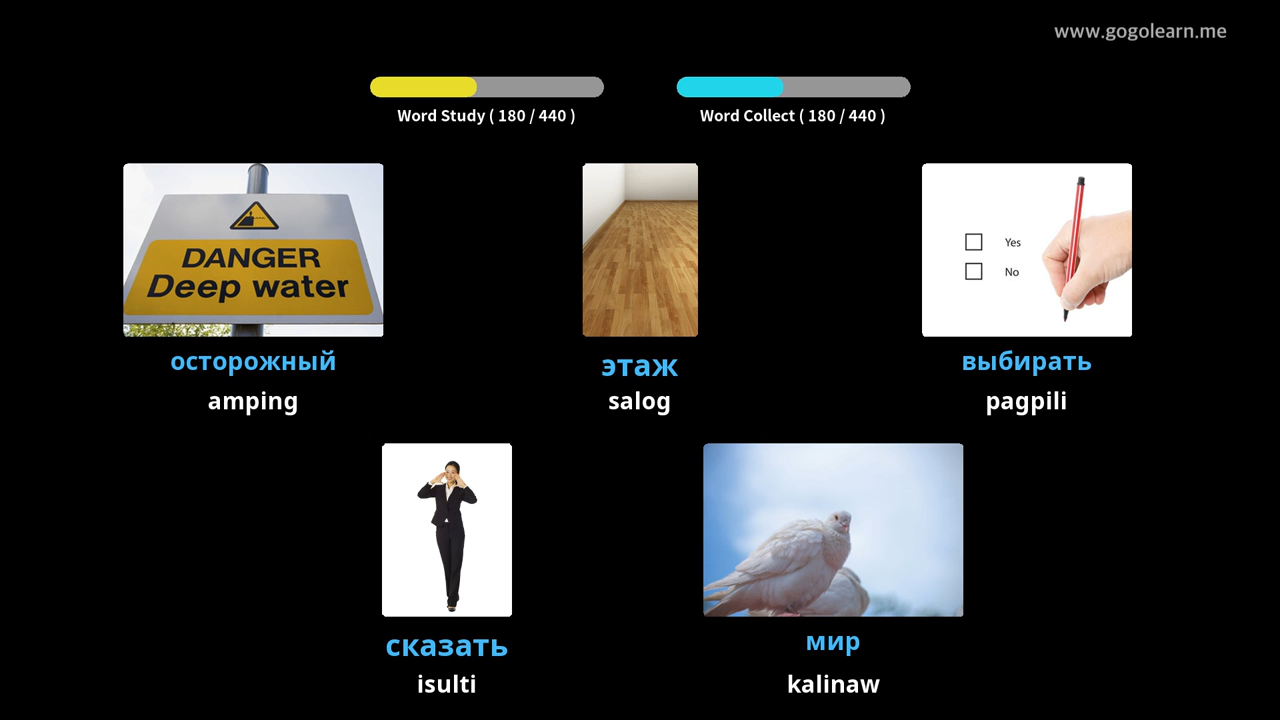 www.gogolearn.me
Word Study ( 180 / 440 )
Word Collect ( 180 / 440 )
DANGER
Deep water
Yes
No
осторожный
этаж
выбирать
amping
salog
pagpili
сказать
мир
isulti
kalinaw